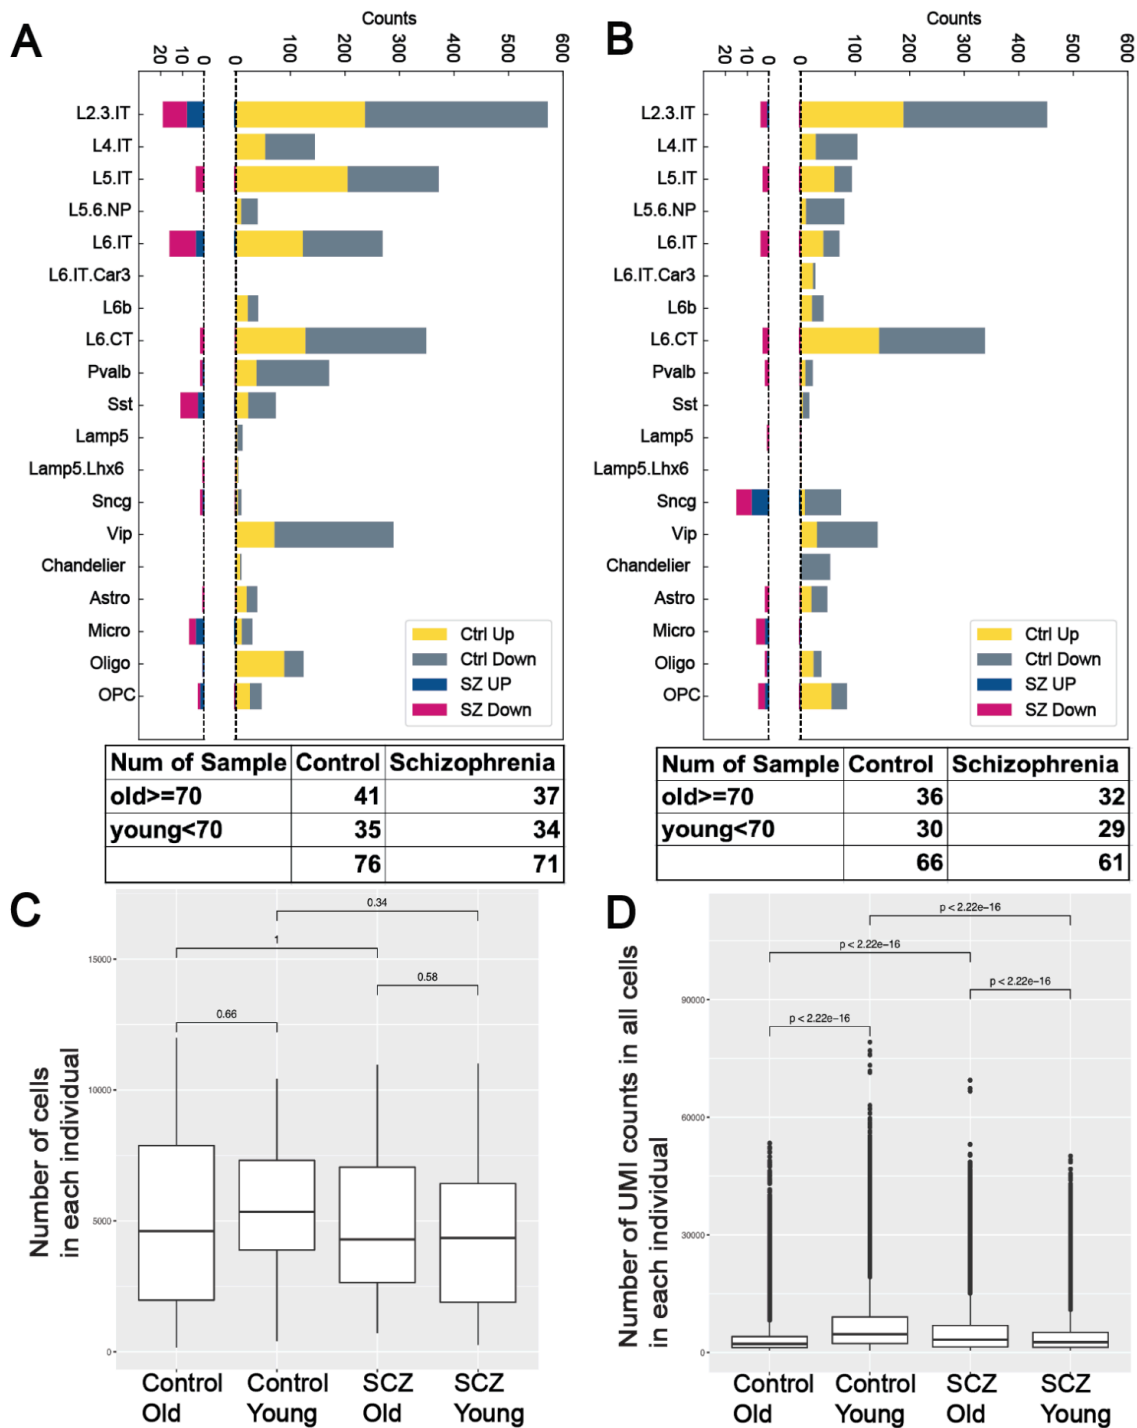 A
Counts
20 10 0 0 100 200 300 400 500 600
L2.3.IT
L4.IT
L5.IT
L5.6.NP
L6.IT
L6.IT.Car3
L6b
L6.CT
Pvalb
Sst
Lamp5
Lamp5.Lhx6
Sncg
Vip
Chandelier
Astro
Micro
Oligo
OPC
Ctrl Up
Ctrl Down
SZ UP
SZ Down
Num of Sample Control Schizophrenia
old>=70 41 37
young<70 35 34
76 71
B
Counts
20 10 0 0 100 200 300 400 500 600
L2.3.IT
L4.IT
L5.IT
L5.6.NP
L6.IT
L6.IT.Car3
L6b
L6.CT
Pvalb
Sst
Lamp5
Lamp5.Lhx6
Sncg
Vip
Chandelier
Astro
Micro
Oligo
OPC
Ctrl Up
Ctrl Down
SZ UP
SZ Down
Num of Sample Control Schizophrenia
old>=70 36 32
young<70 30 29
66 61
C
Number of cells
in each individual
15000
10000
5000
0
0.34
1
0.58
0.66
Control
Old
Control
Young
SCZ
Old
SCZ
Young
D
Number of UMI counts in all cells
in each individual
90000
60000
30000
0
p < 2.22e-16
p < 2.22e-16
p < 2.22e-16
p < 2.22e-16
Control
Old
Control
Young
SCZ
Old
SCZ
Young